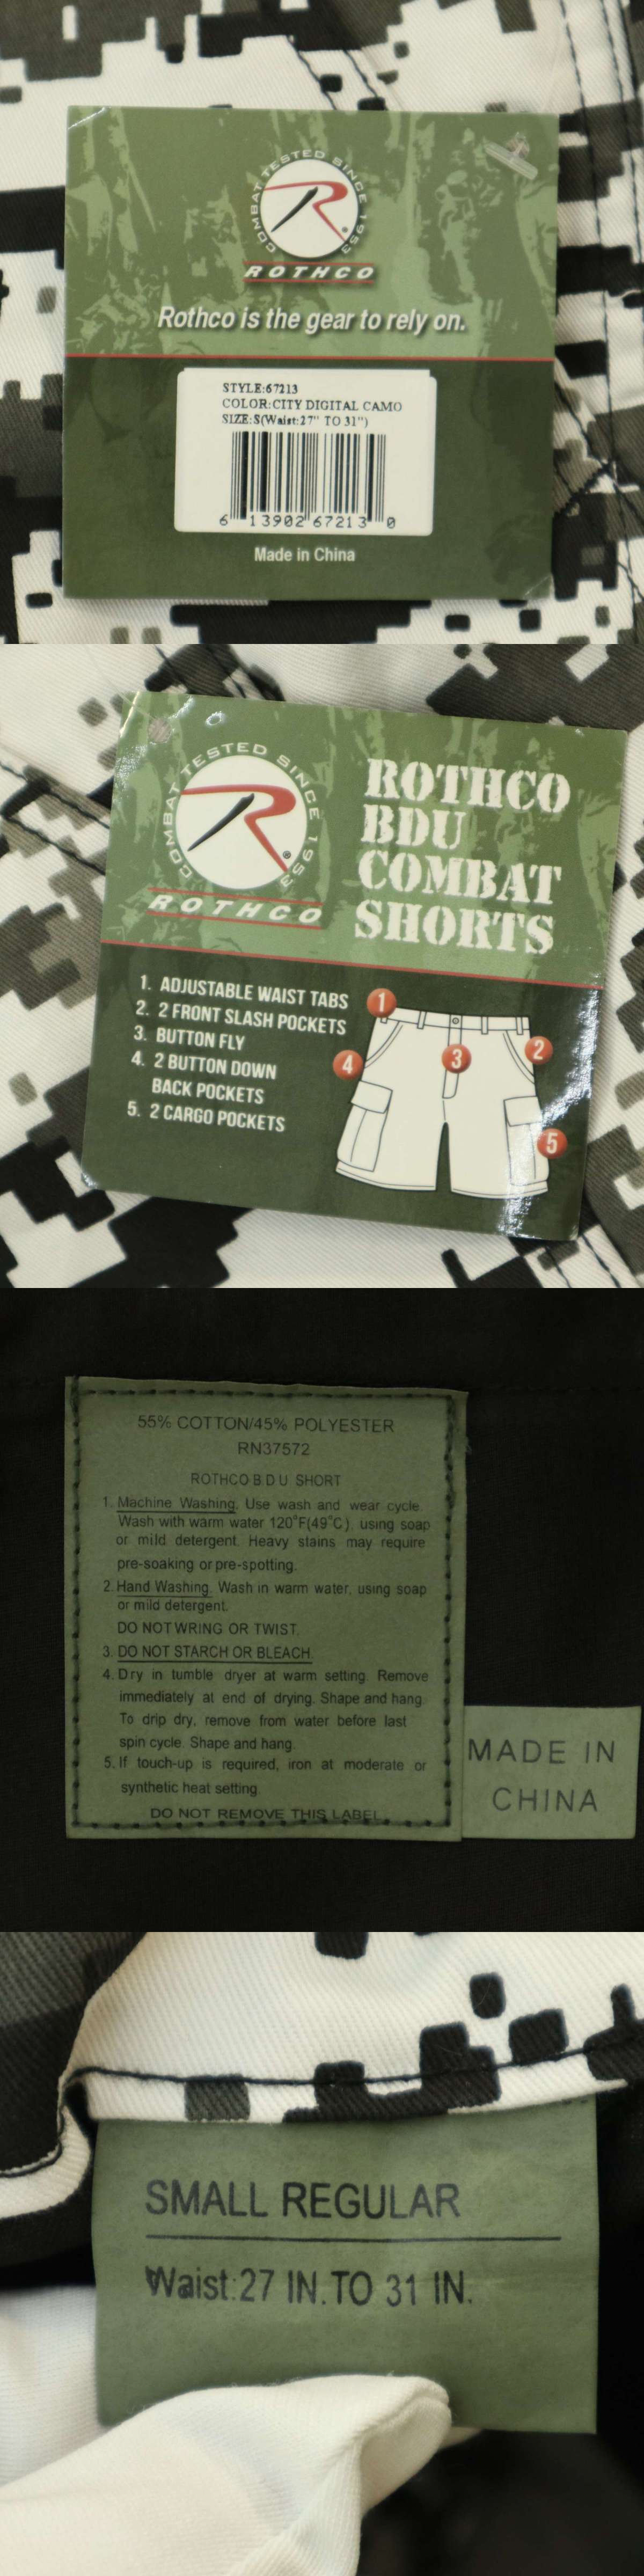 COMBAT TESTED SINCE 1953
R
®
ROTHCO
Rothco is the gear to rely on.
STYLE:67213
COLOR:CITY DIGITAL CAMO
SIZE:S(Waist:27" TO 31")
6 13902 67213 0
Made in China
COMBAT TESTED SINCE 1953
R
®
ROTHCO
ROTHCO
BDU
COMBAT
SHORTS
1. ADJUSTABLE WAIST TABS
2. 2 FRONT SLASH POCKETS
3. BUTTON FLY
4. 2 BUTTON DOWN
BACK POCKETS
5. 2 CARGO POCKETS
1
2
3
4
5
55% COTTON/45% POLYESTER
RN37572
ROTHCO B D U SHORT
1. Machine Washing. Use wash and wear cycle.
Wash with warm water 120°F(49°C), using soap
or mild detergent. Heavy stains may require
pre-soaking or pre-spotting.
2. Hand Washing. Wash in warm water, using soap
or mild detergent.
DO NOT WRING OR TWIST.
3. DO NOT STARCH OR BLEACH.
4. Dry in tumble dryer at warm setting. Remove
immediately at end of drying. Shape and hang.
To drip dry, remove from water before last
spin cycle. Shape and hang.
5. If touch-up is required, iron at moderate or
synthetic heat setting.
DO NOT REMOVE THIS LABEL.
MADE IN
CHINA
SMALL REGULAR
Waist:27 IN.TO 31 IN.